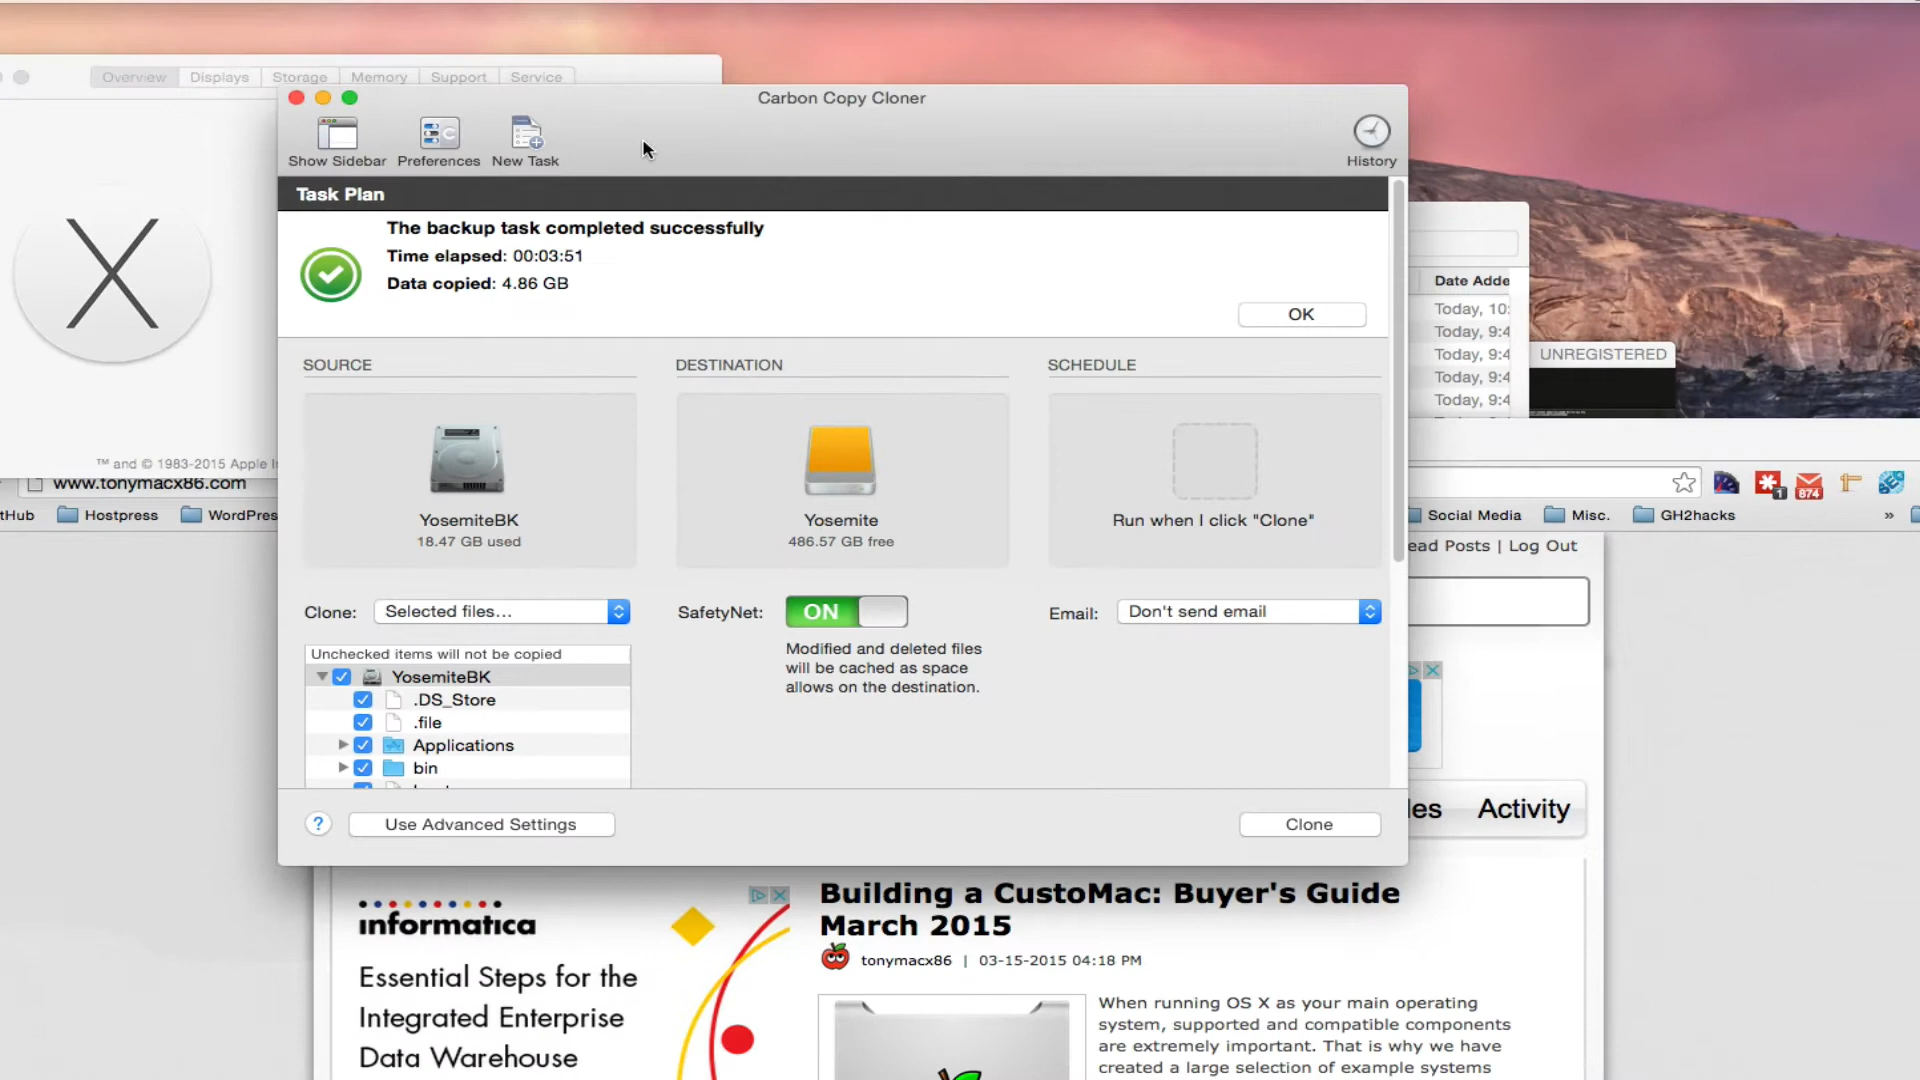 Overview Displays Storage Memory Support Service
Carbon Copy Cloner
Show Sidebar Preferences New Task History
Task Plan
The backup task completed successfully
Time elapsed: 00:03:51
Data copied: 4.86 GB
OK
Date Adde
Today, 10:
Today, 9:4
Today, 9:4
Today, 9:4
Today, 9:4
UNREGISTERED
SOURCE DESTINATION SCHEDULE
YosemiteBK Yosemite Run when I click "Clone"
18.47 GB used 486.57 GB free
™ and © 1983-2015 Apple I
www.tonymacx86.com
1 874
tHub Hostpress WordPres Social Media Misc. GH2hacks »
ead Posts | Log Out
Clone: Selected files... SafetyNet: ON Email: Don't send email
Modified and deleted files
will be cached as space
allows on the destination.
Unchecked items will not be copied
YosemiteBK
.DS_Store
.file
Applications
bin
? Use Advanced Settings Clone
les Activity
informatica
Essential Steps for the
Integrated Enterprise
Data Warehouse
Building a CustoMac: Buyer's Guide
March 2015
tonymacx86 | 03-15-2015 04:18 PM
When running OS X as your main operating
system, supported and compatible components
are extremely important. That is why we have
created a large selection of example systems